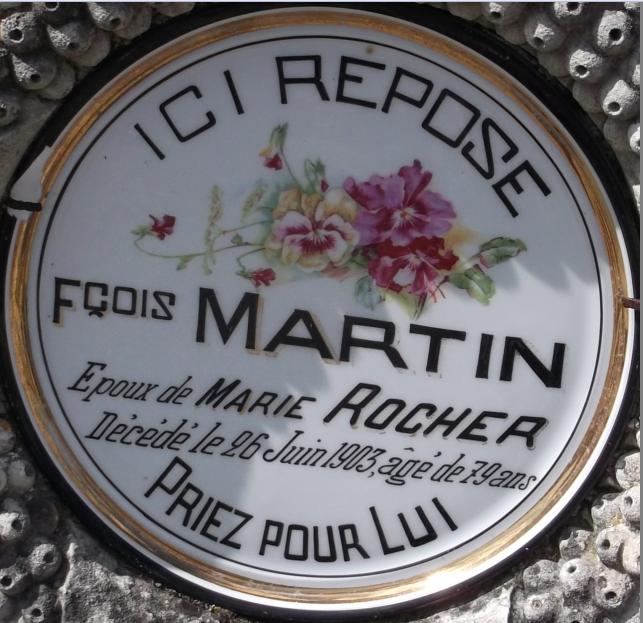 ICI REPOSE
FÇOIS MARTIN
Epoux de MARIE ROCHER
Décédé le 26 Juin 1903, âgé de 79 ans
PRIEZ POUR LUI